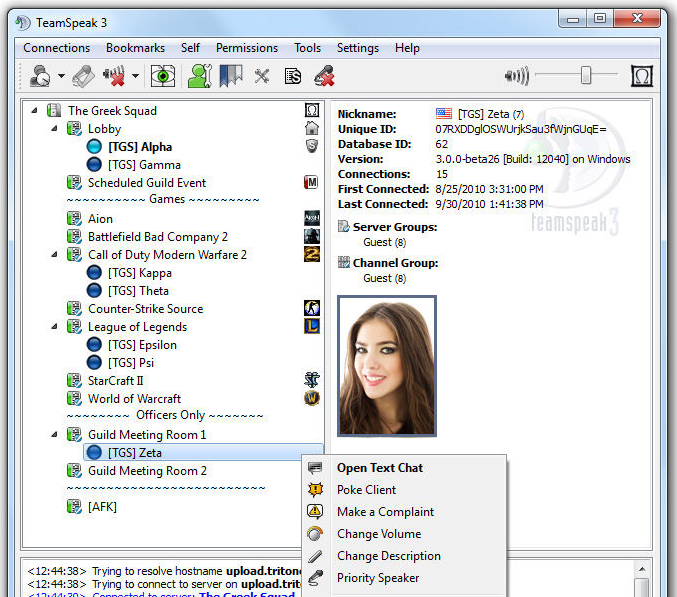 TeamSpeak 3
Connections Bookmarks Self Permissions Tools Settings Help
The Greek Squad
Lobby
[TGS] Alpha
[TGS] Gamma
Scheduled Guild Event
~~~~~~~~~~ Games ~~~~~~~~~
Aion
Battlefield Bad Company 2
Call of Duty Modern Warfare 2
[TGS] Kappa
[TGS] Theta
Counter-Strike Source
League of Legends
[TGS] Epsilon
[TGS] Psi
StarCraft II
World of Warcraft
~~~~~~~~ Officers Only ~~~~~~~
Guild Meeting Room 1
[TGS] Zeta
Guild Meeting Room 2
~~~~~~~~~~~~~~~~~~~~~~~~~
[AFK]
Nickname: [TGS] Zeta (7)
Unique ID: 07RXDDglOSWUrjkSau3fWjnGUqE=
Database ID: 62
Version: 3.0.0-beta26 [Build: 12040] on Windows
Connections: 15
First Connected: 8/25/2010 3:31:00 PM
Last Connected: 9/30/2010 1:41:38 PM
teamspeak3
Server Groups:
Guest (8)
Channel Group:
Guest (8)
Open Text Chat
Poke Client
Make a Complaint
Change Volume
Change Description
Priority Speaker
<12:44:38> Trying to resolve hostname upload.tritone
<12:44:38> Trying to connect to server on upload.trit
<12:44:39> Connected to server: The Greek Squad